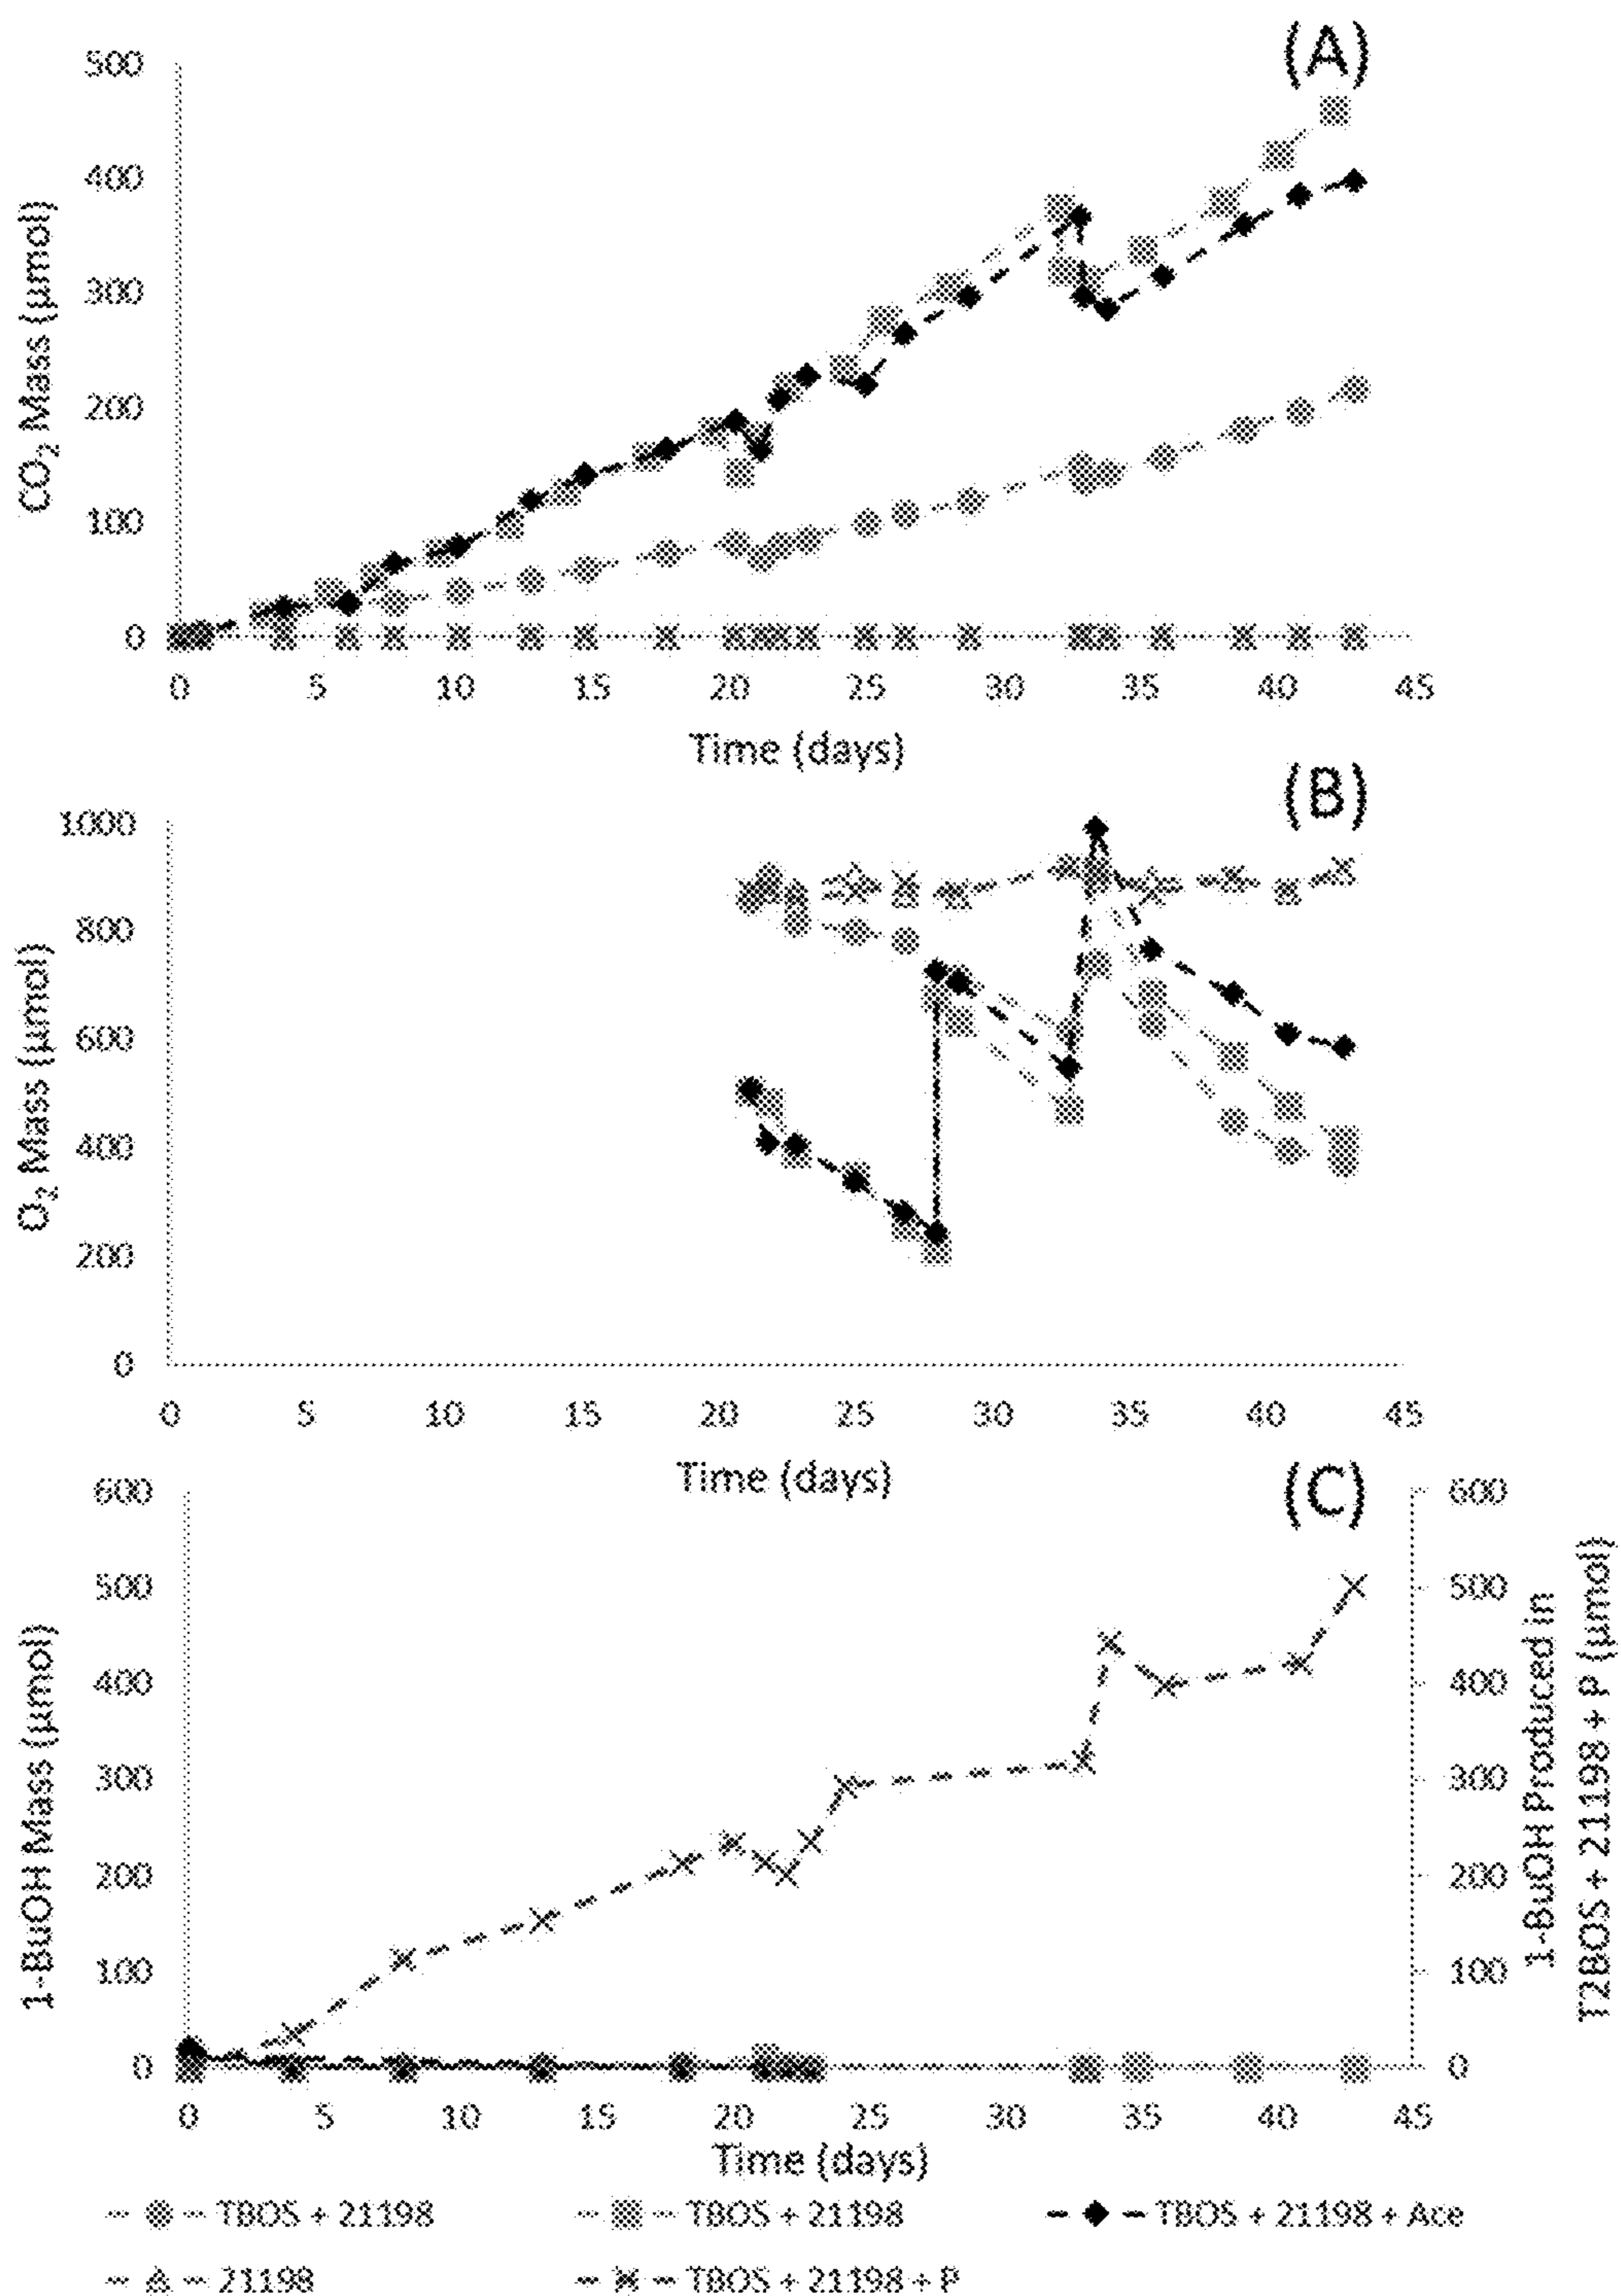 (A)
500
400
300
200
100
0
CO₂ Mass (µmol)
0 5 10 15 20 25 30 35 40 45
Time (days)
(B)
1000
800
600
400
200
0
O₂ Mass (µmol)
0 5 10 15 20 25 30 35 40 45
Time (days)
(C)
600
500
400
300
200
100
0
1-BuOH Mass (µmol)
600
500
400
300
200
100
0
1-BuOH Produced in
T2BOS + 21198 + P (µmol)
0 5 10 15 20 25 30 35 40 45
Time (days)
TBOS + 21198 TBOS + 21198 TBOS + 21198 + Ace
21198 TBOS + 21198 + P